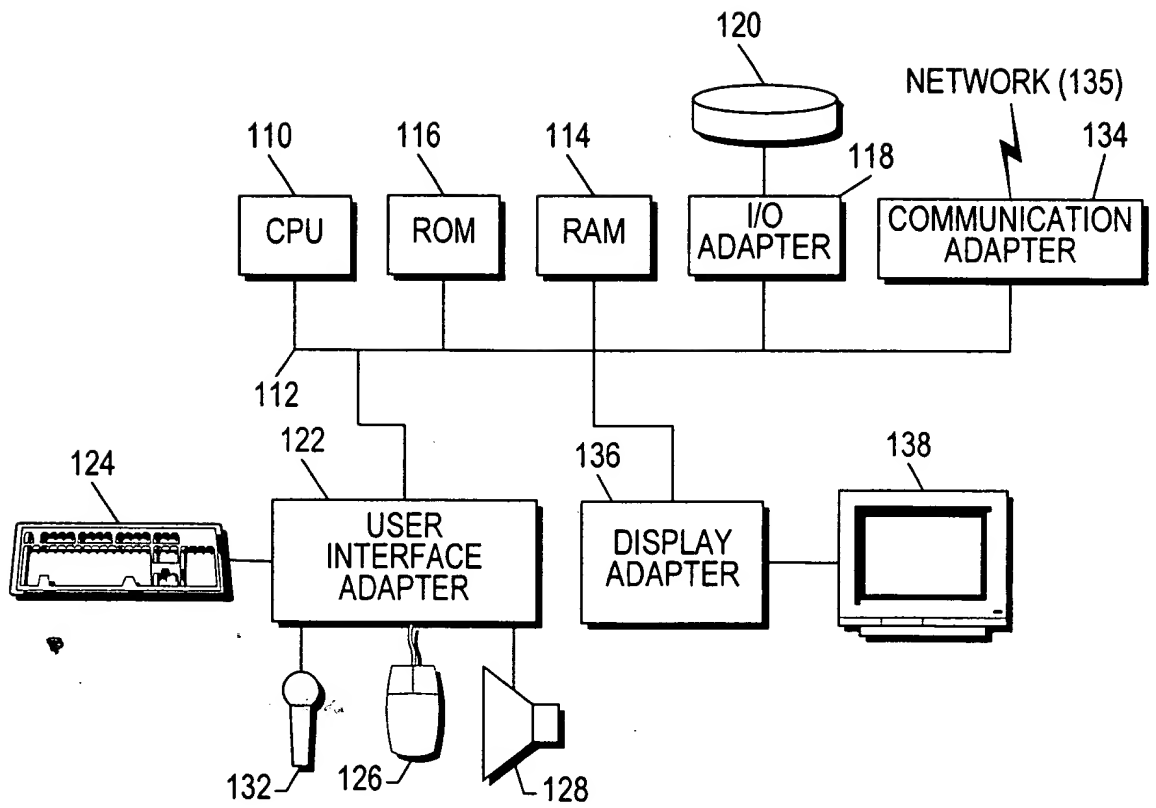 120
NETWORK (135)
110
116
114
118
134
CPU
ROM
RAM
I/O
ADAPTER
COMMUNICATION
ADAPTER
112
122
136
138
124
USER
INTERFACE
ADAPTER
DISPLAY
ADAPTER
132
126
128